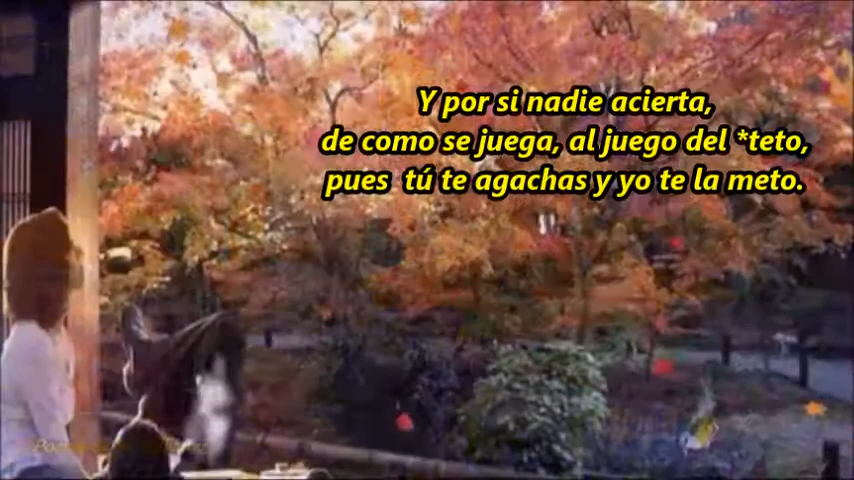 Y por si nadie acierta,
de como se juega, al juego del *teto,
pues tú te agachas y yo te la meto.